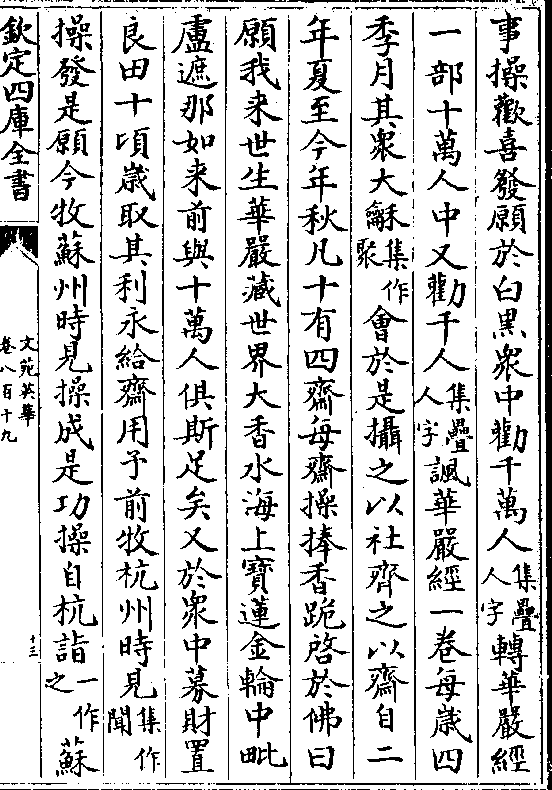 事操歡喜發願於白黒衆中勸千萬人集疊人字轉華嚴經
一部十萬人中又勸千人集疊人字諷華嚴經一卷每歲四
季月其衆大龢集作聚會於是攝之以社齊之以齋自二
年夏至今年秋凡十有四齋每齋操捧香跪啓於佛曰
願我来世生華嚴藏世界大香水海上寳蓮金輪中毗
盧遮那如来前與十萬人俱斯足矣又於衆中募財置
良田十頃歲取其利永給齋用予前牧杭州時見集作聞
操發是願今牧蘇州時見操成是功操自杭詣一作之蘇
欽定四庫全書
文苑英華
卷八百十九
十三